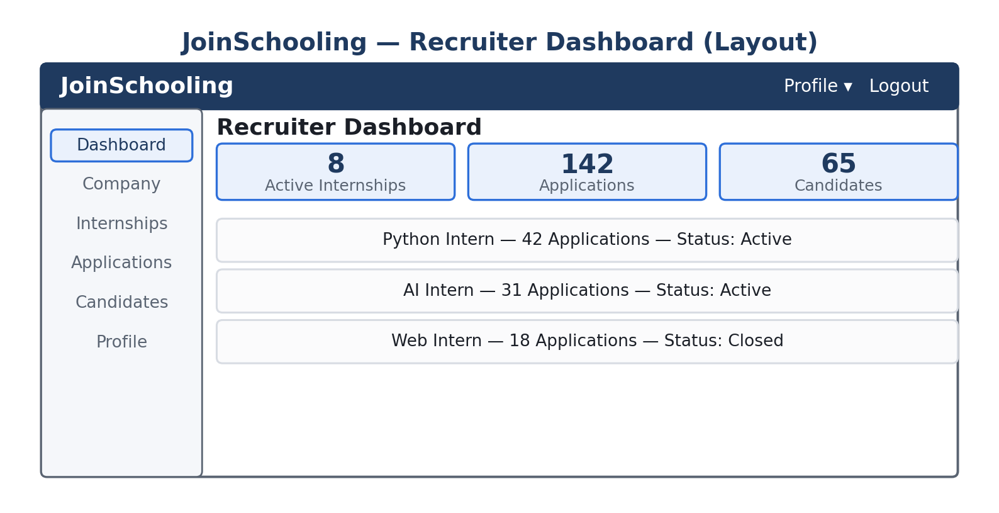 JoinSchooling — Recruiter Dashboard (Layout)
JoinSchooling
Profile ▾ Logout
Dashboard
Company
Internships
Applications
Candidates
Profile
Recruiter Dashboard
8
Active Internships
142
Applications
65
Candidates
Python Intern — 42 Applications — Status: Active
AI Intern — 31 Applications — Status: Active
Web Intern — 18 Applications — Status: Closed